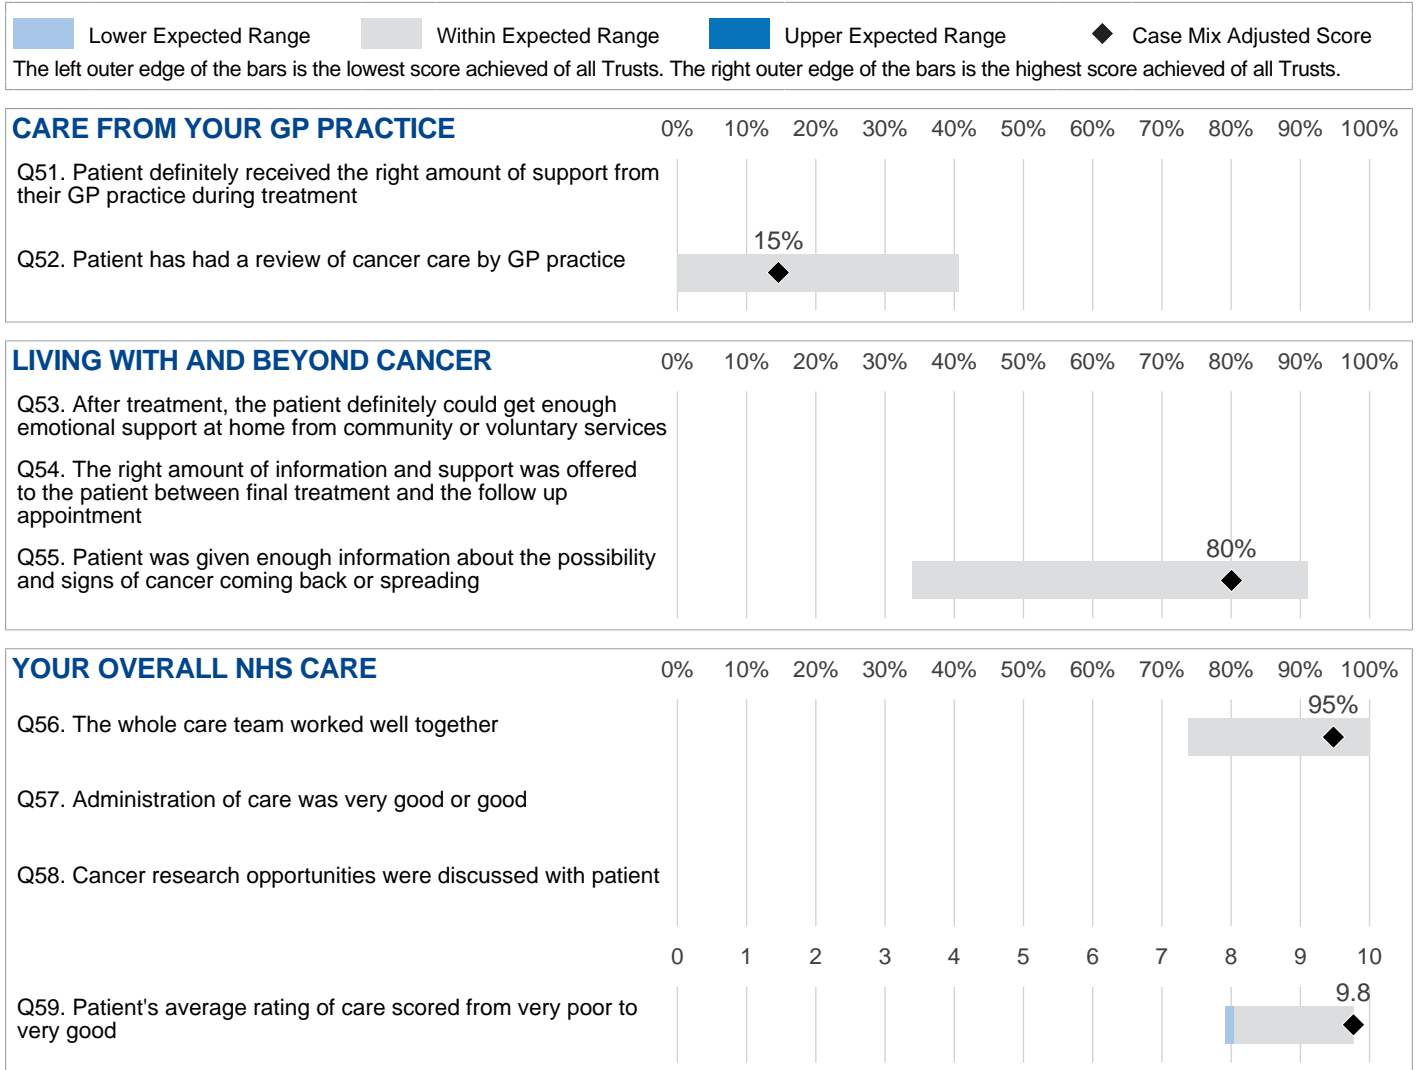 Lower Expected Range Within Expected Range Upper Expected Range Case Mix Adjusted Score
The left outer edge of the bars is the lowest score achieved of all Trusts. The right outer edge of the bars is the highest score achieved of all Trusts.
CARE FROM YOUR GP PRACTICE 0% 10% 20% 30% 40% 50% 60% 70% 80% 90% 100%
Q51. Patient definitely received the right amount of support from
their GP practice during treatment
15%
Q52. Patient has had a review of cancer care by GP practice
LIVING WITH AND BEYOND CANCER 0% 10% 20% 30% 40% 50% 60% 70% 80% 90% 100%
Q53. After treatment, the patient definitely could get enough
emotional support at home from community or voluntary services
Q54. The right amount of information and support was offered
to the patient between final treatment and the follow up
appointment
80%
Q55. Patient was given enough information about the possibility
and signs of cancer coming back or spreading
YOUR OVERALL NHS CARE 0% 10% 20% 30% 40% 50% 60% 70% 80% 90% 100%
95%
Q56. The whole care team worked well together
Q57. Administration of care was very good or good
Q58. Cancer research opportunities were discussed with patient
0 1 2 3 4 5 6 7 8 9 10
9.8
Q59. Patient's average rating of care scored from very poor to
very good